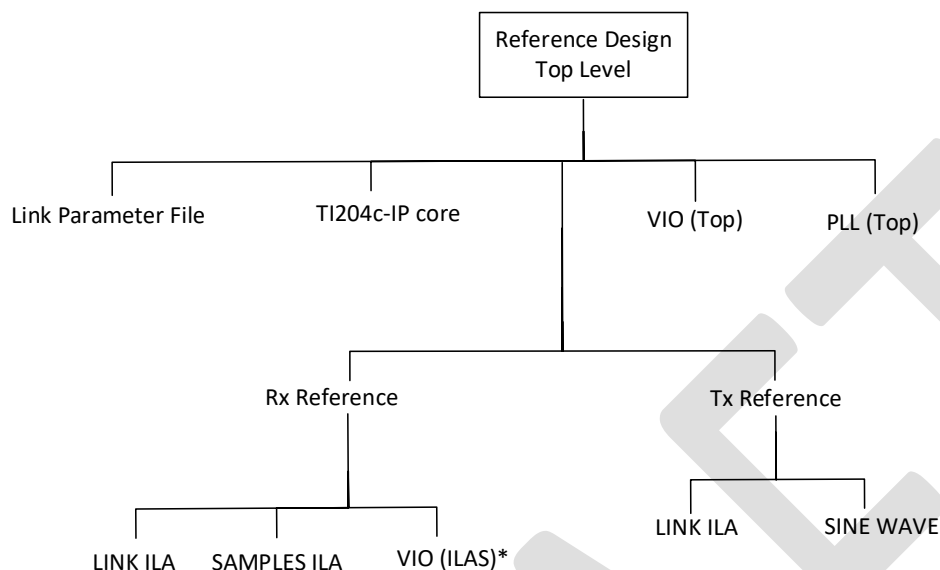 Reference Design
Top Level
Link Parameter File
TI204c-IP core
VIO (Top)
PLL (Top)
Rx Reference
Tx Reference
LINK ILA
SAMPLES ILA
VIO (ILAS)*
LINK ILA
SINE WAVE